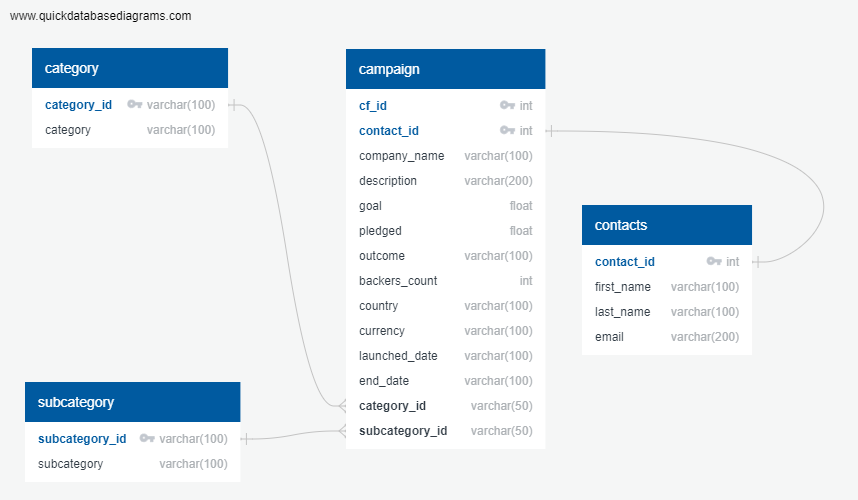 www.quickdatabasediagrams.com
category
category_id varchar(100)
category varchar(100)
campaign
cf_id int
contact_id int
company_name varchar(100)
description varchar(200)
goal float
pledged float
outcome varchar(100)
backers_count int
country varchar(100)
currency varchar(100)
launched_date varchar(100)
end_date varchar(100)
category_id varchar(50)
subcategory_id varchar(50)
contacts
contact_id int
first_name varchar(100)
last_name varchar(100)
email varchar(200)
subcategory
subcategory_id varchar(100)
subcategory varchar(100)